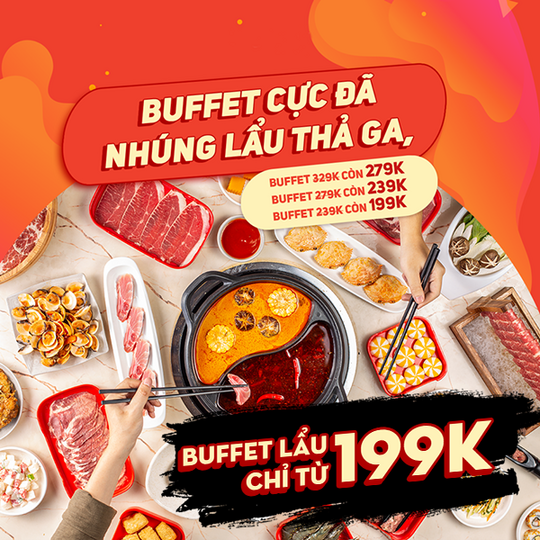 BUFFET CỰC ĐÃ
NHÚNG LẨU THẢ GA,
BUFFET 329K CÒN 279K
BUFFET 279K CÒN 239K
BUFFET 239K CÒN 199K
BUFFET LẨU
CHỈ TỪ 199K